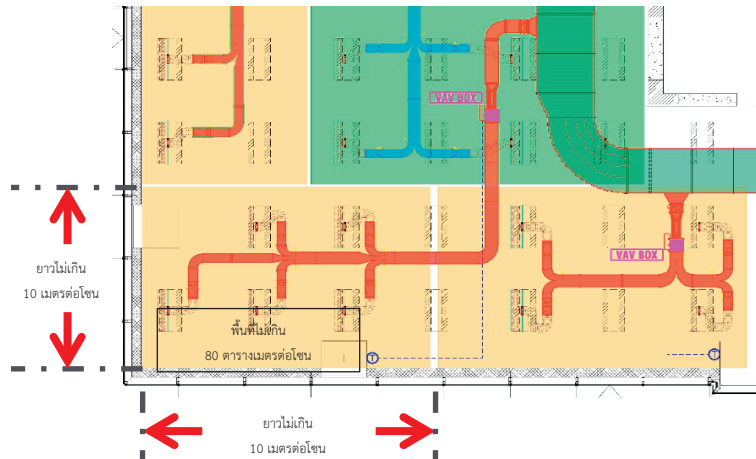 VAV BOX
VAV BOX
ยาวไม่เกิน
10 เมตรต่อโซน
พื้นที่ไม่เกิน
80 ตารางเมตรต่อโซน
T
T
ยาวไม่เกิน
10 เมตรต่อโซน